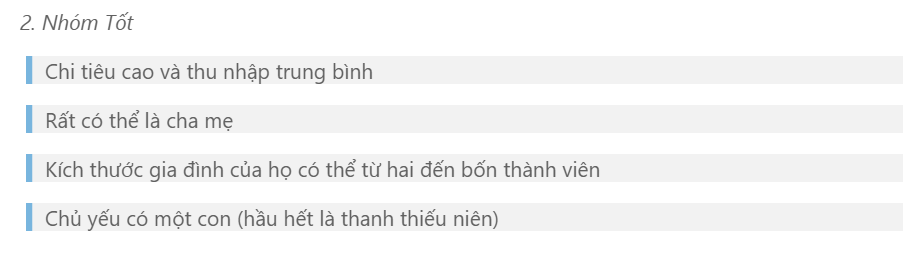 2. Nhóm Tốt
Chi tiêu cao và thu nhập trung bình
Rất có thể là cha mẹ
Kích thước gia đình của họ có thể từ hai đến bốn thành viên
Chủ yếu có một con (hầu hết là thanh thiếu niên)